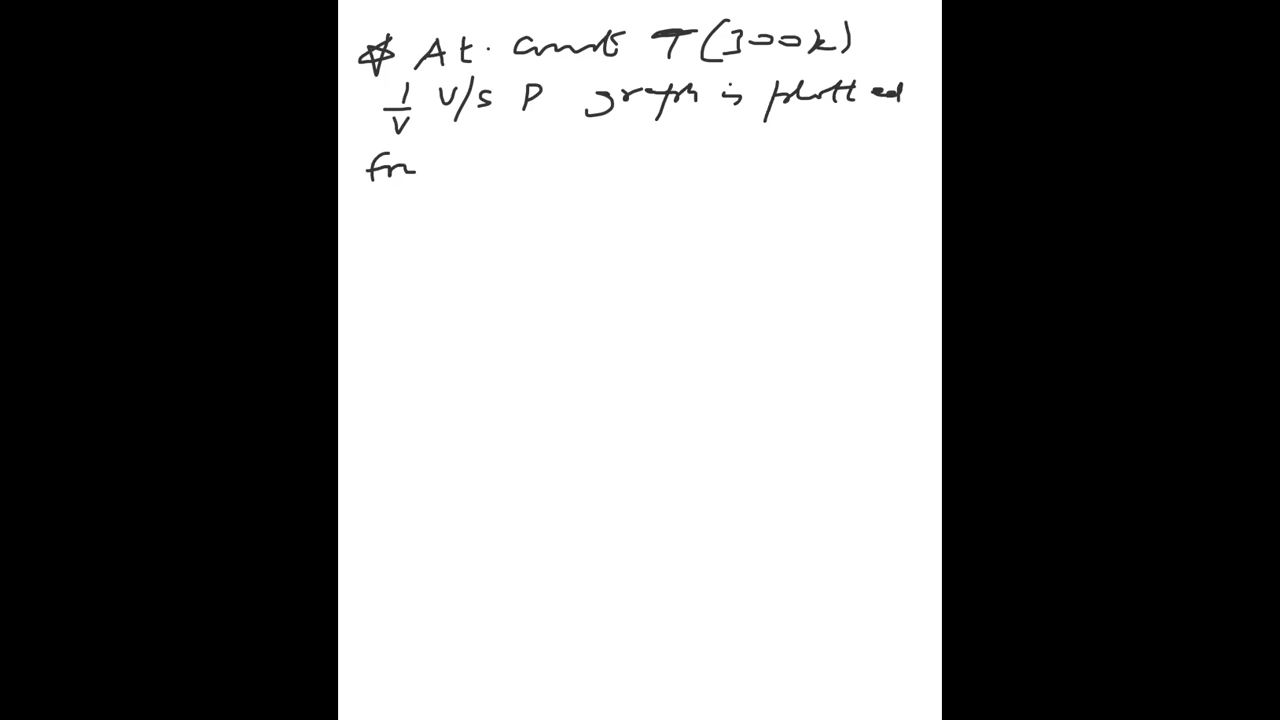 ☆ At. const T(300k)
1/V v/s P graph is plotted
for